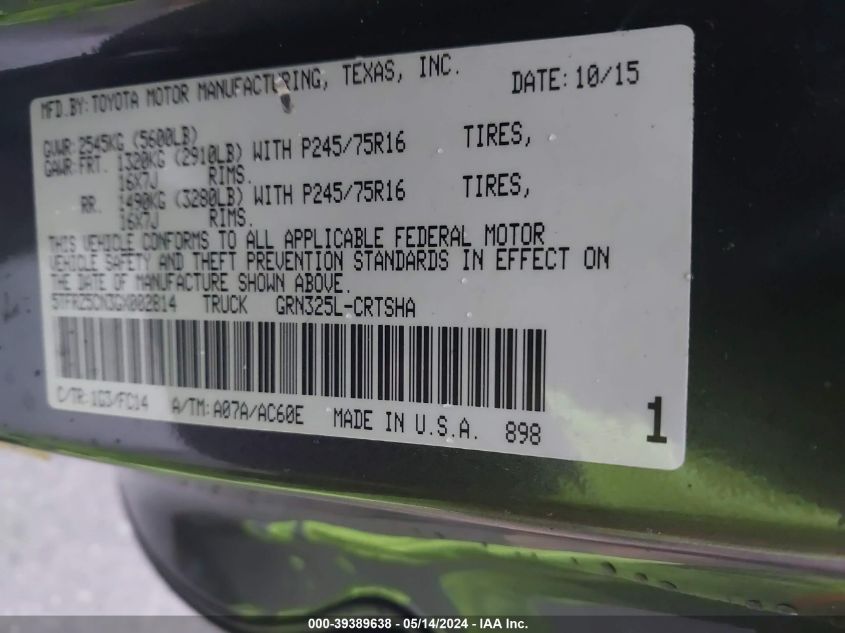 MFD.BY:TOYOTA MOTOR MANUFACTURING, TEXAS, INC. DATE:10/15
GVWR:2545KG (5600LB)
GAWR:FRT. 1320KG (2910LB) WITH P245/75R16 TIRES,
16X7J RIMS.
RR. 1490KG (3280LB) WITH P245/75R16 TIRES,
16X7J RIMS.
THIS VEHICLE CONFORMS TO ALL APPLICABLE FEDERAL MOTOR
VEHICLE SAFETY AND THEFT PREVENTION STANDARDS IN EFFECT ON
THE DATE OF MANUFACTURE SHOWN ABOVE.
5TFRZ5CN3GX002814 TRUCK GRN325L-CRTSHA
C/TR:1G3/FC14 A/TM:A07A/AC60E MADE IN U.S.A. 898 1
000-39389638 - 05/14/2024 - IAA Inc.